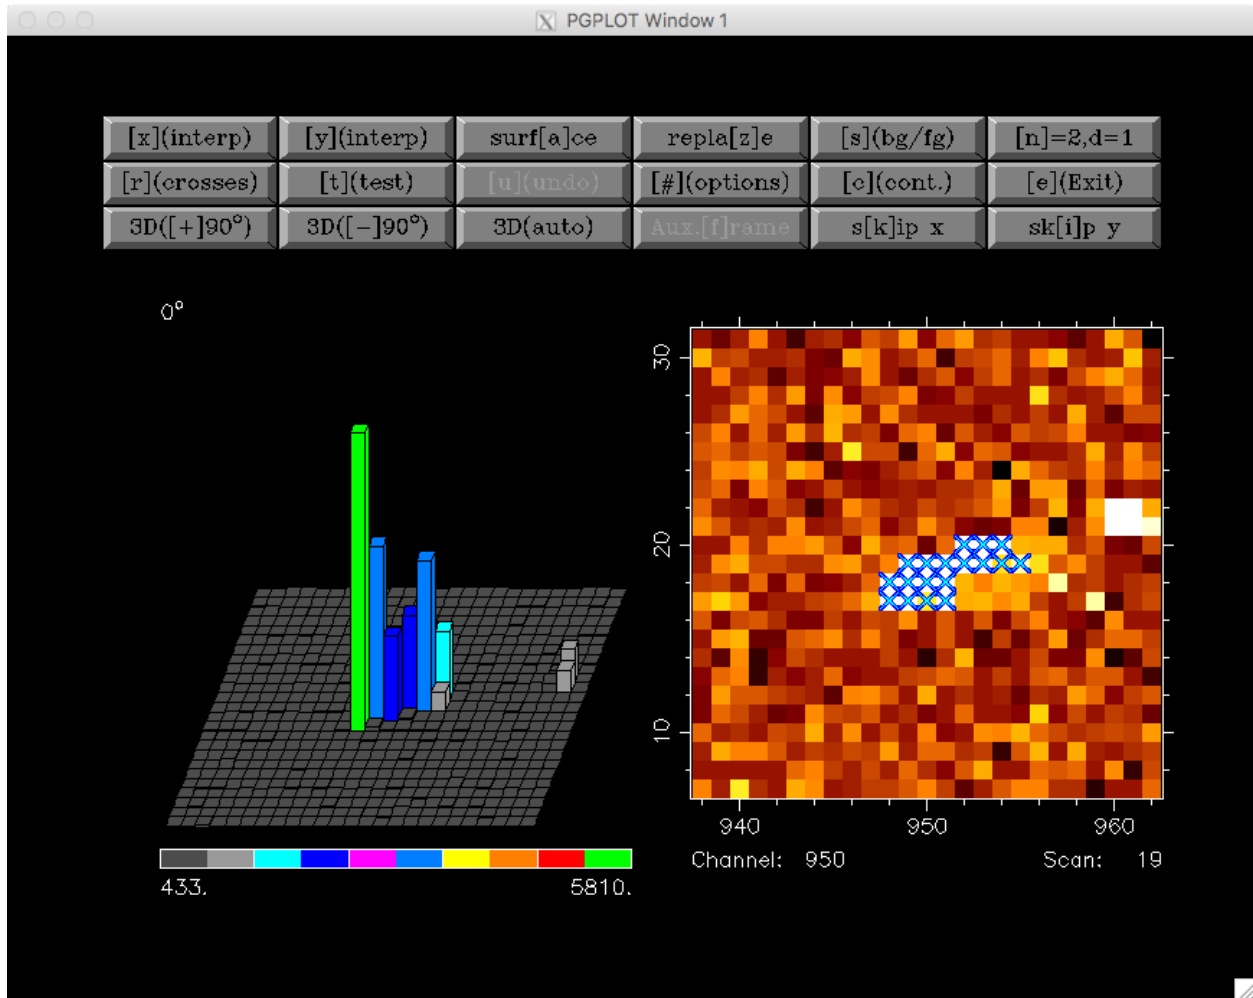 PGPLOT Window 1
[x](interp) [y](interp) surf[a]ce repla[z]e [s](bg/fg) [n]=2,d=1
[r](crosses) [t](test) [u](undo) [#](options) [c](cont.) [e](Exit)
3D([+]90°) 3D([-]90°) 3D(auto) Aux.[f]rame s[k]ip x sk[i]p y
0°
30
20
10
940 950 960
Channel: 950 Scan: 19
433. 5810.